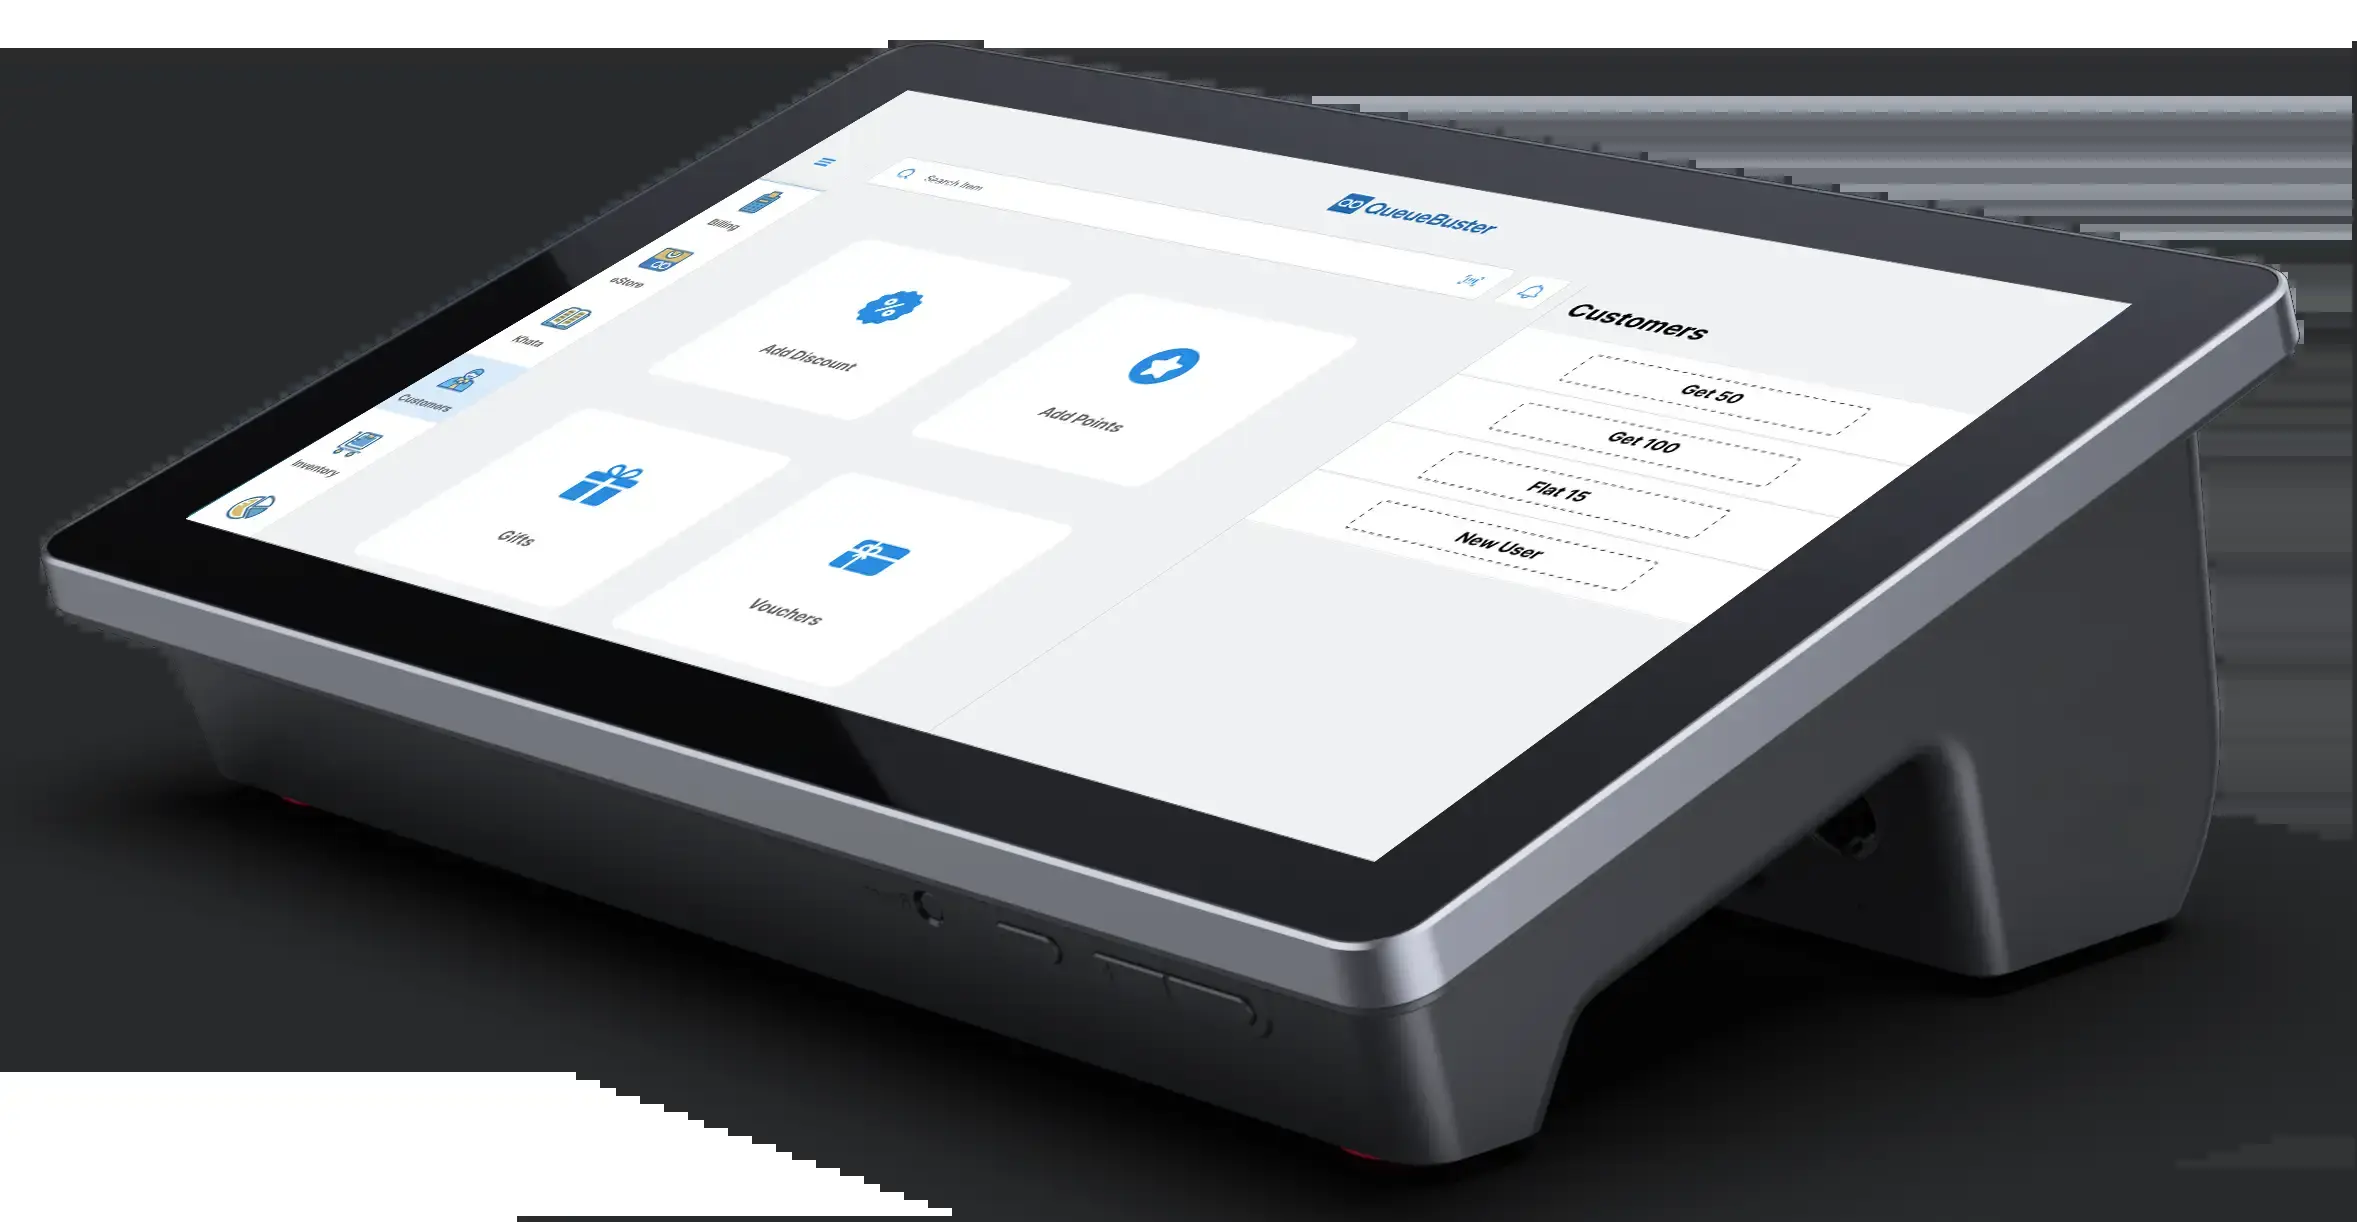 QueueBuster
Search Item
Billing
eStore
Khata
Customers
Inventory
Add Discount
Add Points
Gifts
Vouchers
Customers
Get 50
Get 100
Flat 15
New User